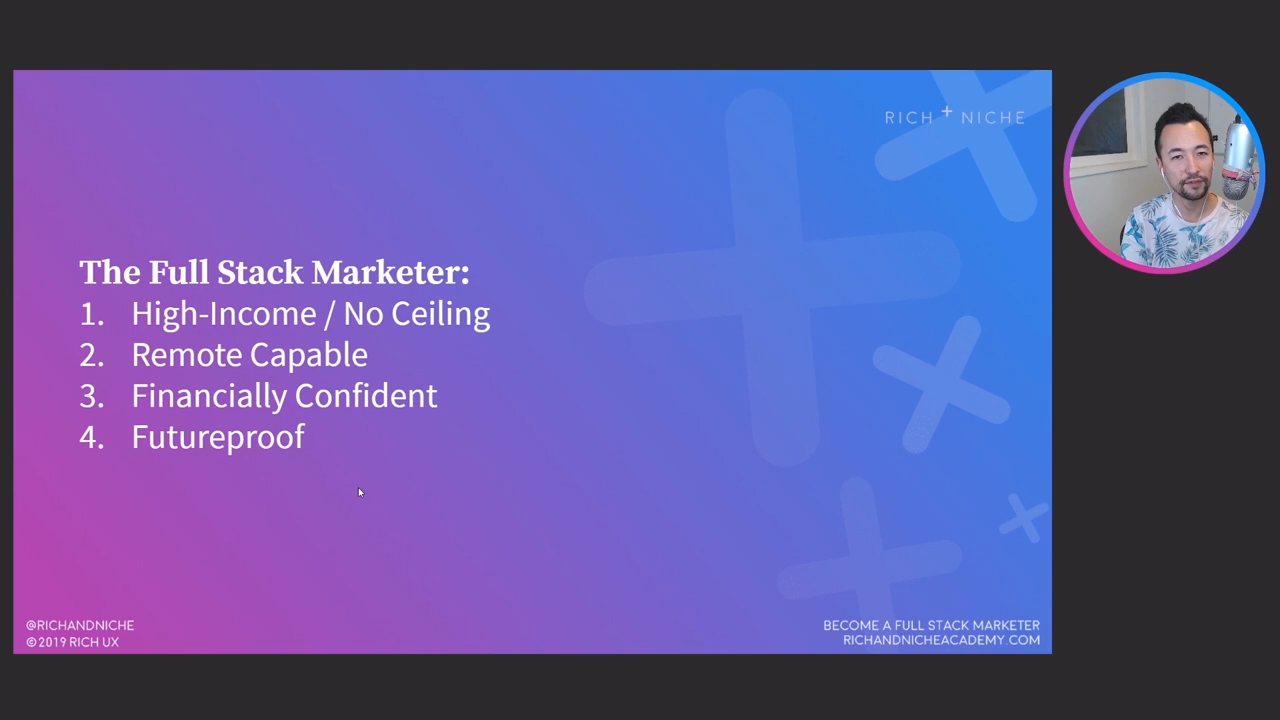 RICH + NICHE
The Full Stack Marketer:
1. High-Income / No Ceiling
2. Remote Capable
3. Financially Confident
4. Futureproof
@RICHANDNICHE
©2019 RICH UX
BECOME A FULL STACK MARKETER
RICHANDNICHEACADEMY.COM